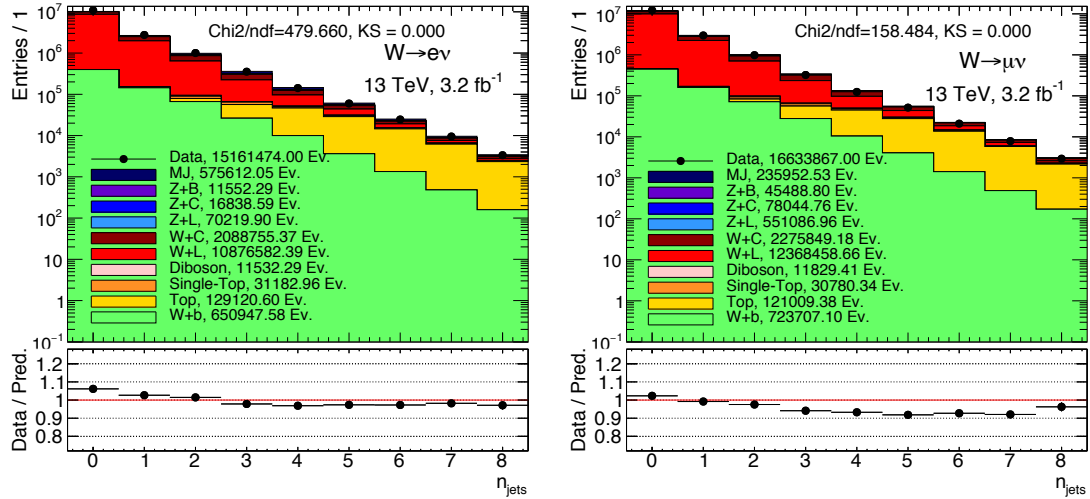 Entries / 1
10⁷
10⁶
10⁵
10⁴
10³
10²
10
1
10⁻¹
Chi2/ndf=479.660, KS = 0.000
W→eν
13 TeV, 3.2 fb⁻¹
Data, 15161474.00 Ev.
MJ, 575612.05 Ev.
Z+B, 11552.29 Ev.
Z+C, 16838.59 Ev.
Z+L, 70219.90 Ev.
W+C, 2088755.37 Ev.
W+L, 10876582.39 Ev.
Diboson, 11532.29 Ev.
Single-Top, 31182.96 Ev.
Top, 129120.60 Ev.
W+b, 650947.58 Ev.
Data / Pred.
1.2
1.1
1
0.9
0.8
0 1 2 3 4 5 6 7 8
n_jets
Entries / 1
10⁷
10⁶
10⁵
10⁴
10³
10²
10
1
10⁻¹
Chi2/ndf=158.484, KS = 0.000
W→μν
13 TeV, 3.2 fb⁻¹
Data, 16633867.00 Ev.
MJ, 235952.53 Ev.
Z+B, 45488.80 Ev.
Z+C, 78044.76 Ev.
Z+L, 551086.96 Ev.
W+C, 2275849.18 Ev.
W+L, 12368458.66 Ev.
Diboson, 11829.41 Ev.
Single-Top, 30780.34 Ev.
Top, 121009.38 Ev.
W+b, 723707.10 Ev.
Data / Pred.
1.2
1.1
1
0.9
0.8
0 1 2 3 4 5 6 7 8
n_jets